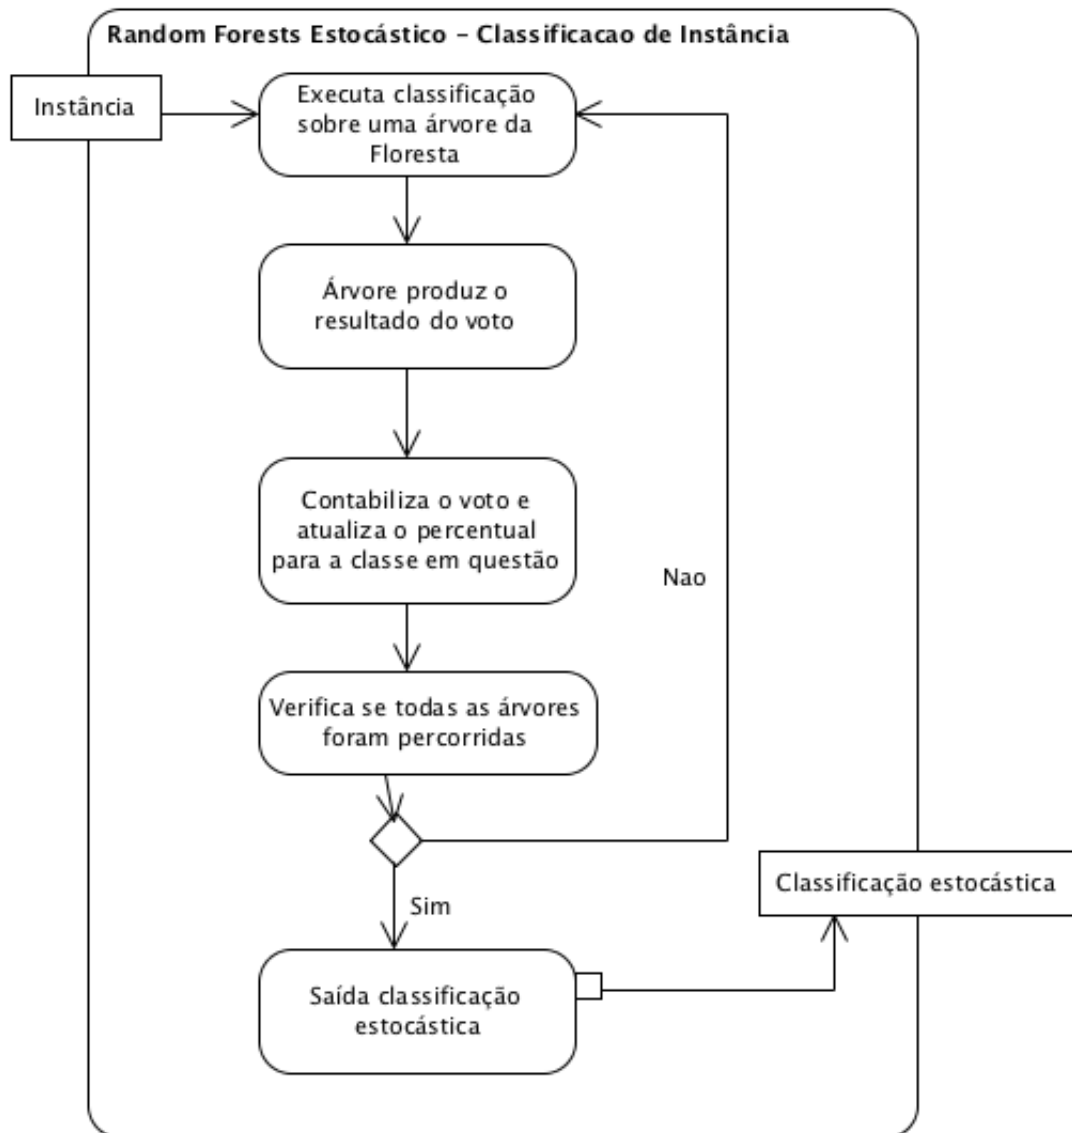 Random Forests Estocástico – Classificacao de Instância
Instância
Executa classificação
sobre uma árvore da
Floresta
Árvore produz o
resultado do voto
Contabiliza o voto e
atualiza o percentual
para a classe em questão
Nao
Verifica se todas as árvores
foram percorridas
Sim
Classificação estocástica
Saída classificação
estocástica